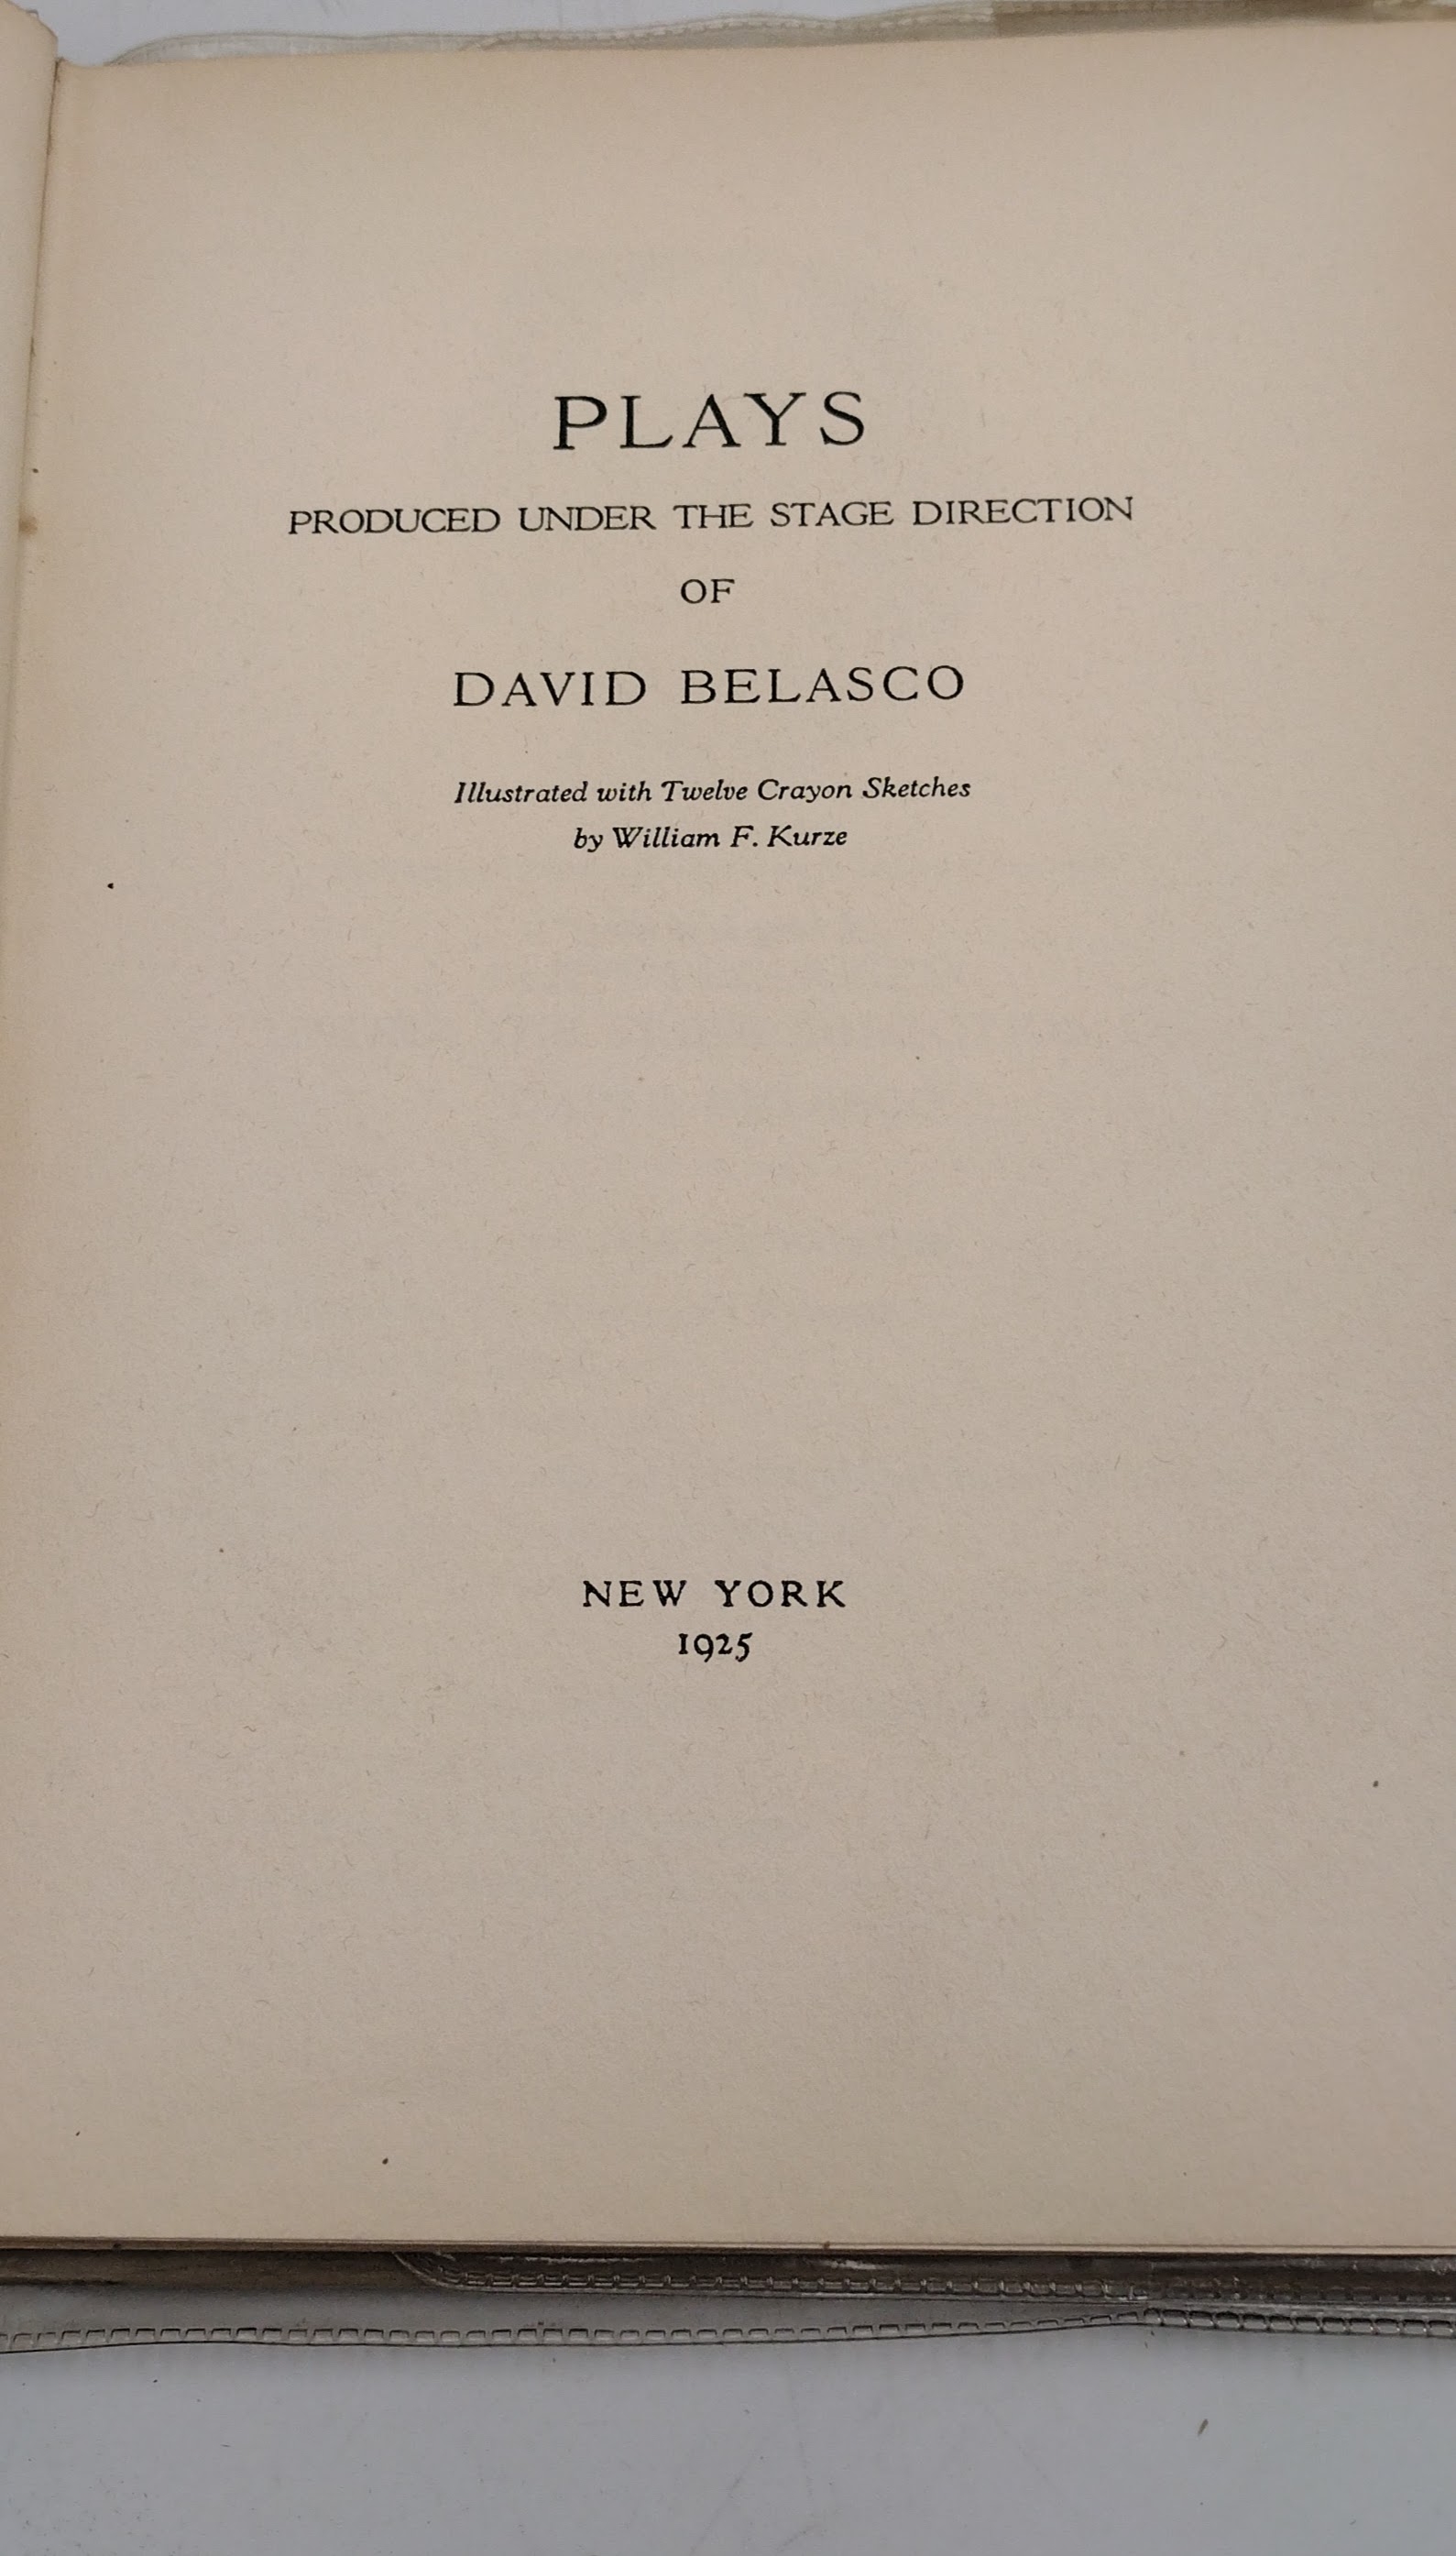 PLAYS
PRODUCED UNDER THE STAGE DIRECTION
OF
DAVID BELASCO
Illustrated with Twelve Crayon Sketches
by William F. Kurze
NEW YORK
1925